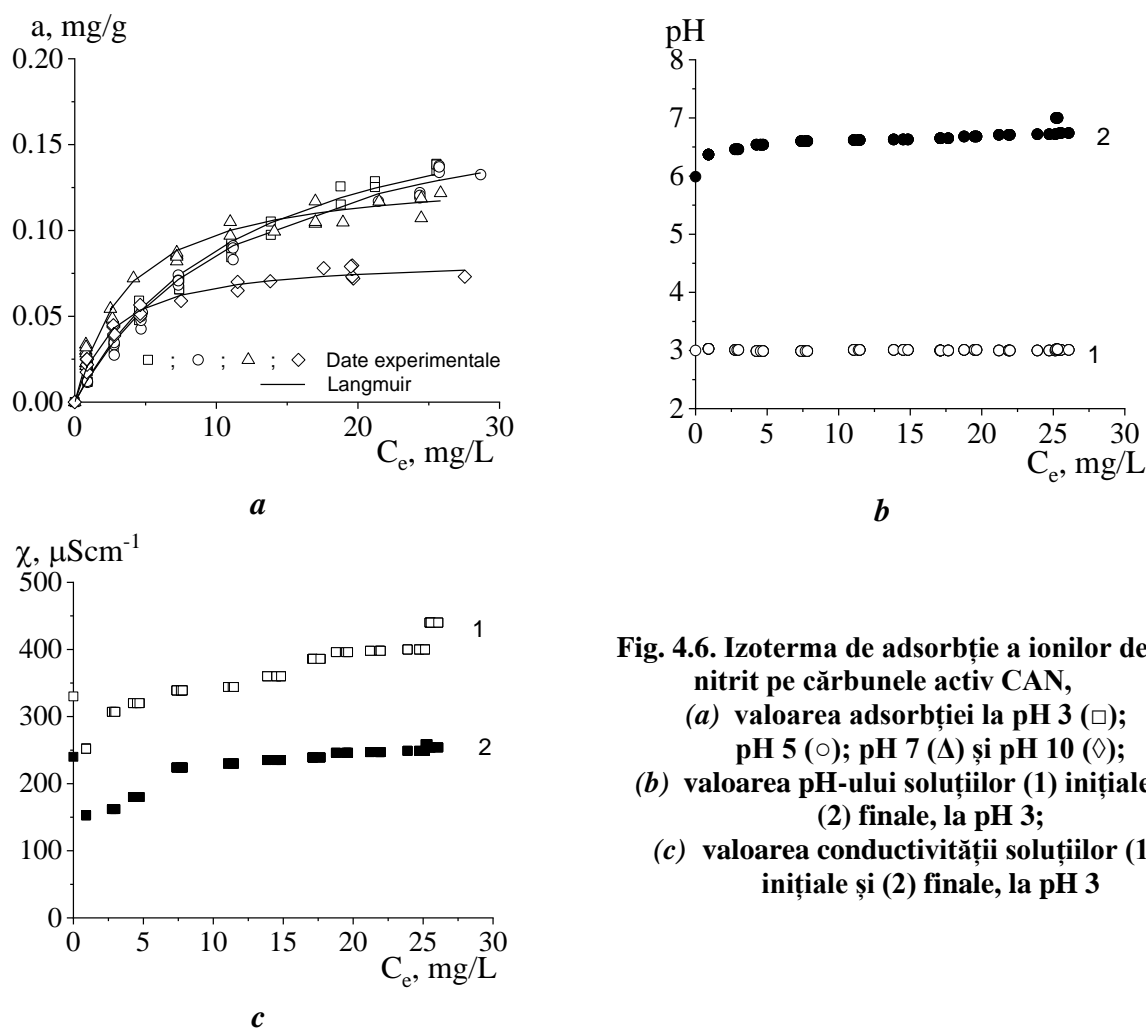 a, mg/g
0.20
0.15
0.10
0.05
0.00
□ ; ○ ; △ ; ◇ Date experimentale
Langmuir
0 10 20 30
Cₑ, mg/L
a
pH
8
7
6
5
4
3
2
2
1
0 5 10 15 20 25 30
Cₑ, mg/L
b
χ, μScm⁻¹
500
400
300
200
100
0
1
2
0 5 10 15 20 25 30
Cₑ, mg/L
c
Fig. 4.6. Izoterma de adsorbție a ionilor de
nitrit pe cărbunele activ CAN,
(a) valoarea adsorbției la pH 3 (□);
pH 5 (○); pH 7 (Δ) și pH 10 (◊);
(b) valoarea pH-ului soluțiilor (1) inițiale
(2) finale, la pH 3;
(c) valoarea conductivității soluțiilor (1
inițiale și (2) finale, la pH 3